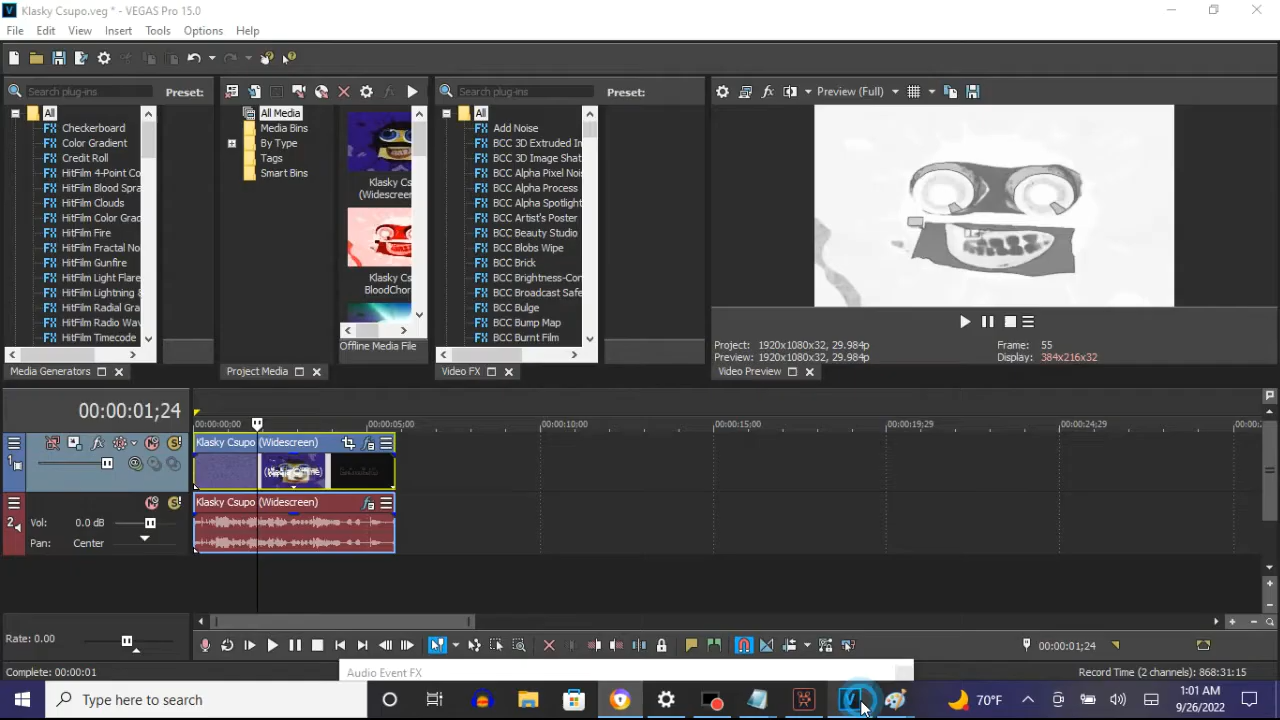 Klasky Csupo.veg * - VEGAS Pro 15.0
File Edit View Insert Tools Options Help
Search plug-ins
Preset:
All
Checkerboard
Color Gradient
Credit Roll
HitFilm 4-Point Co
HitFilm Blood Spra
HitFilm Clouds
HitFilm Color Grac
HitFilm Fire
HitFilm Fractal No
HitFilm Gunfire
HitFilm Light Flare
HitFilm Lightning &
HitFilm Radial Gra
HitFilm Radio Wav
HitFilm Timecode
Media Generators
All Media
Media Bins
By Type
Tags
Smart Bins
Klasky Cs
(Widescreen
Klasky Cs
BloodChor
Offline Media File
Project Media
Search plug-ins
Preset:
All
Add Noise
BCC 3D Extruded In
BCC 3D Image Shat
BCC Alpha Pixel Noi
BCC Alpha Process
BCC Alpha Spotlight
BCC Artist's Poster
BCC Beauty Studio
BCC Blobs Wipe
BCC Brick
BCC Brightness-Con
BCC Broadcast Safe
BCC Bulge
BCC Bump Map
BCC Burnt Film
Video FX
Preview (Full)
Project: 1920x1080x32, 29.984p
Preview: 1920x1080x32, 29.984p
Frame: 55
Display: 384x216x32
Video Preview
00:00:01;24
00:00:00;00 00:00:05;00 00:00:10;00 00:00:15;00 00:00:19;29 00:00:24;29 00:00:2
1
Klasky Csupo (Widescreen)
2
Vol: 0.0 dB
Pan: Center
Klasky Csupo (Widescreen)
Rate: 0.00
00:00:01;24
Complete: 00:00:01
Audio Event FX
Record Time (2 channels): 868:31:15
Type here to search
70°F
1:01 AM
9/26/2022